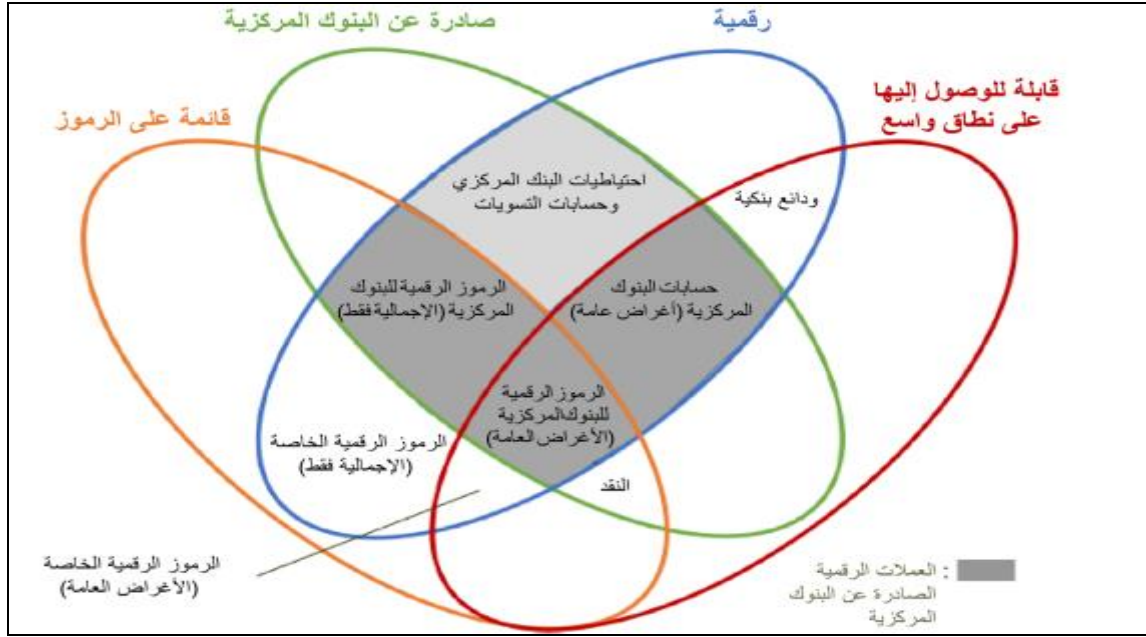 صادرة عن البنوك المركزية
رقمية
قابلة للوصول إليها
على نطاق واسع
قائمة على الرموز
احتياطيات البنك المركزي
وحسابات التسويات
ودائع بنكية
الرموز الرقمية للبنوك
المركزية (الإجمالية فقط)
حسابات البنوك
المركزية (أغراض عامة)
الرموز الرقمية
للبنوك المركزية
(الأغراض العامة)
الرموز الرقمية الخاصة
(الإجمالية فقط)
النقد
الرموز الرقمية الخاصة
(الأغراض العامة)
: العملات الرقمية
الصادرة عن البنوك
المركزية